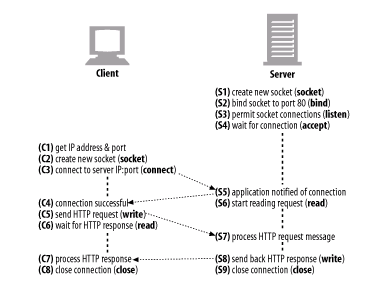 Client
Server
(S1) create new socket (socket)
(S2) bind socket to port 80 (bind)
(S3) permit socket connections (listen)
(S4) wait for connection (accept)
(C1) get IP address & port
(C2) create new socket (socket)
(C3) connect to server IP:port (connect)
(S5) application notified of connection
(S6) start reading request (read)
(C4) connection successful
(C5) send HTTP request (write)
(C6) wait for HTTP response (read)
(S7) process HTTP request message
(C7) process HTTP response
(C8) close connection (close)
(S8) send back HTTP response (write)
(S9) close connection (close)